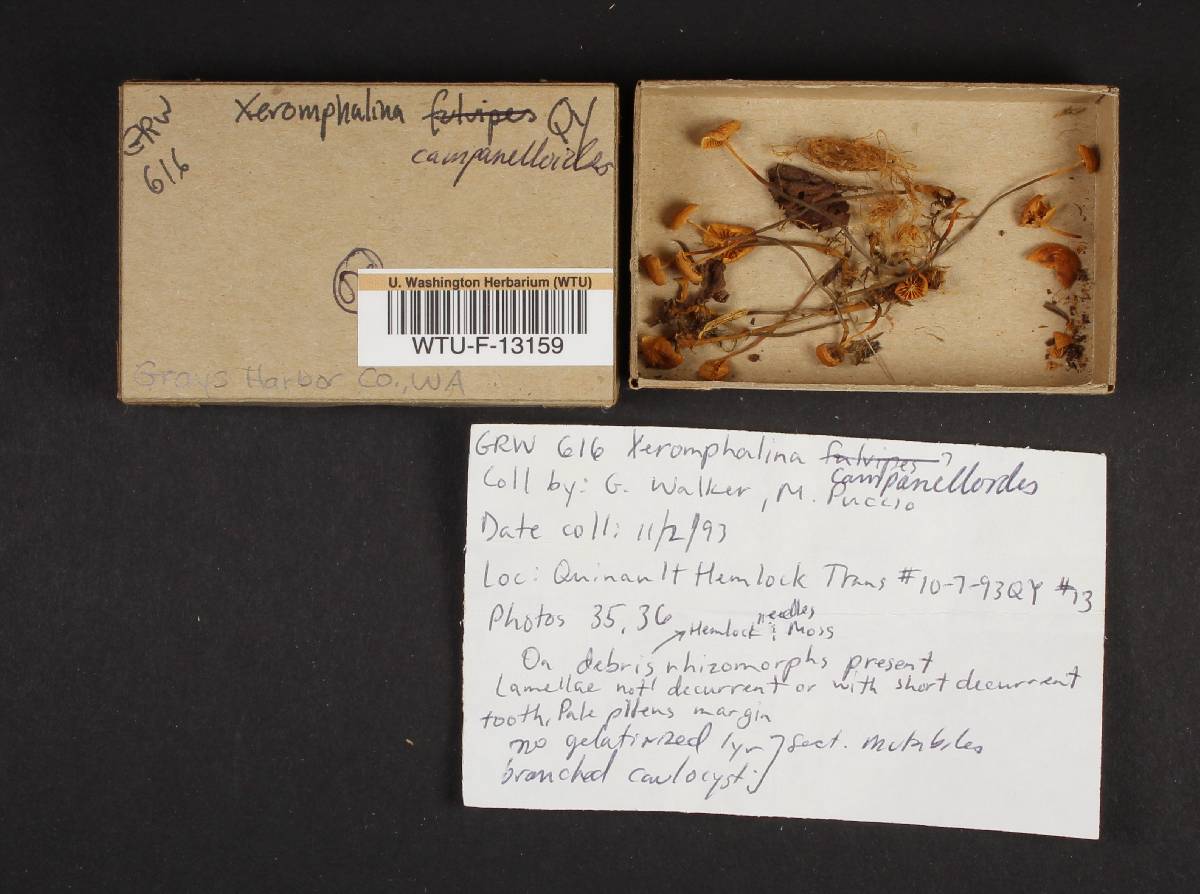 GRW
616
Xeromphalina fulvipes QY
campanelloides
U. Washington Herbarium (WTU)
WTU-F-13159
Grays Harbor Co., WA
GRW 616 Xeromphalina fulvipes ?
campanelloides
Coll by: G. Walker, M. Puccio
Date coll: 11/2/93
Loc: Quinault Hemlock Trans #10-7-93QY #13
Photos 35, 36
needles
Hemlock & Moss
On debris, rhizomorphs present
Lamellae not decurrent or with short decurrent
tooth, Pale pileus margin
no gelatinized lyr } sect. mutabiles
branched caulocyst.